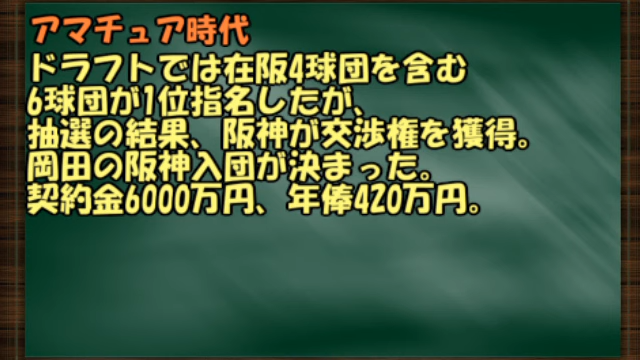 アマチュア時代
ドラフトでは在阪4球団を含む
6球団が1位指名したが、
抽選の結果、阪神が交渉権を獲得。
岡田の阪神入団が決まった。
契約金6000万円、年俸420万円。